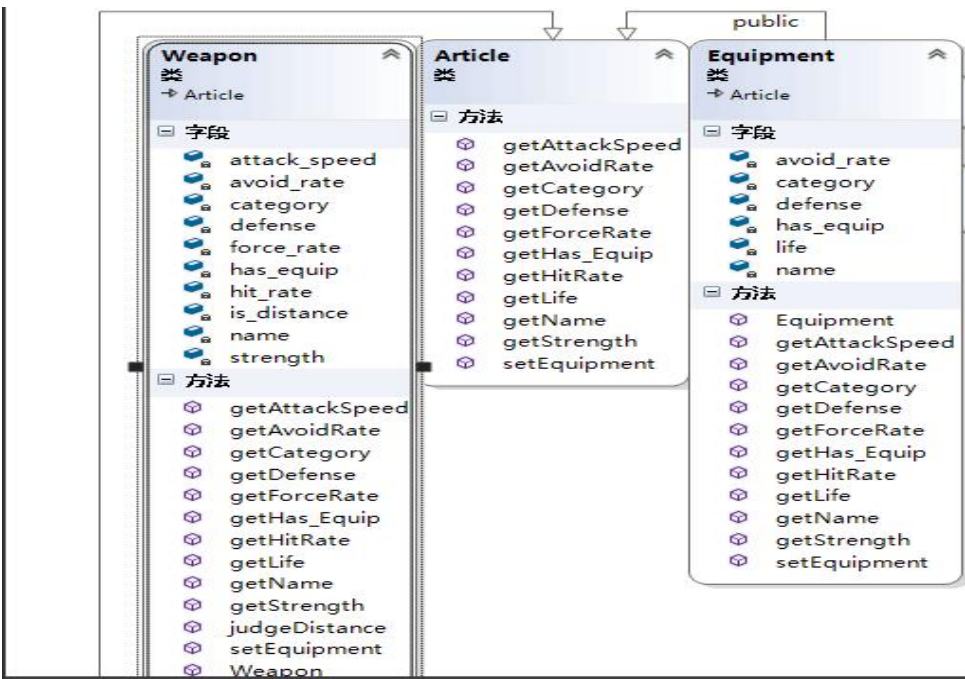 public
Weapon
类
Article
字段
attack_speed
avoid_rate
category
defense
force_rate
has_equip
hit_rate
is_distance
name
strength
方法
getAttackSpeed
getAvoidRate
getCategory
getDefense
getForceRate
getHas_Equip
getHitRate
getLife
getName
getStrength
judgeDistance
setEquipment
Weapon
Article
类
方法
getAttackSpeed
getAvoidRate
getCategory
getDefense
getForceRate
getHas_Equip
getHitRate
getLife
getName
getStrength
setEquipment
Equipment
类
Article
字段
avoid_rate
category
defense
has_equip
life
name
方法
Equipment
getAttackSpeed
getAvoidRate
getCategory
getDefense
getForceRate
getHas_Equip
getHitRate
getLife
getName
getStrength
setEquipment